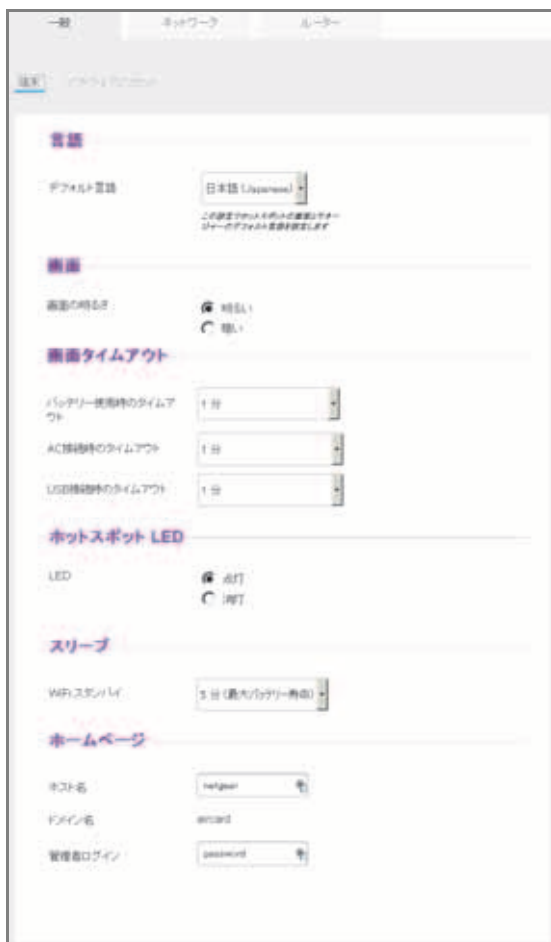 一般 ネットワーク ルーター
端末
言語
デフォルト言語 日本語 (Japanese)
この設定でホットスポットの画面とマネー
ジャーのデフォルト言語を設定します
画面
画面の明るさ 明るい
暗い
画面タイムアウト
バッテリー使用時のタイムア
ウト 1 分
AC接続時のタイムアウト 1 分
USB接続時のタイムアウト 1 分
ホットスポット LED
LED 点灯
消灯
スリープ
WiFiスタンバイ 5 分 (最大バッテリー寿命)
ホームページ
ホスト名 netgear
ドメイン名 aircard
管理者ログイン password